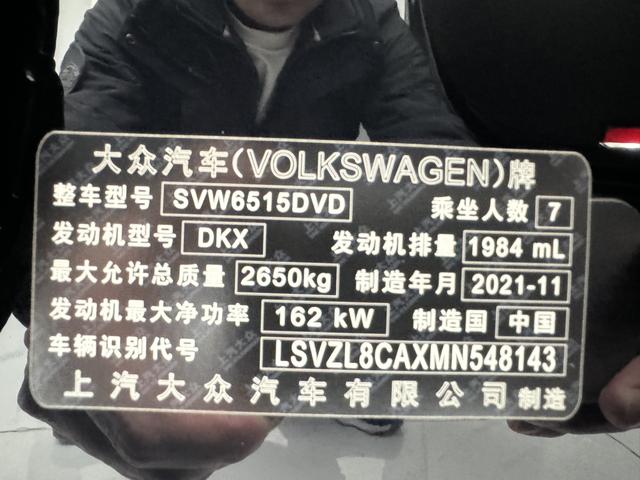 大众汽车(VOLKSWAGEN)牌
整车型号 SVW6515DVD 乘坐人数 7
发动机型号 DKX 发动机排量 1984 mL
最大允许总质量 2650kg 制造年月 2021-11
发动机最大净功率 162 kW 制造国 中国
车辆识别代号 LSVZL8CAXMN548143
上汽大众汽车有限公司 制造